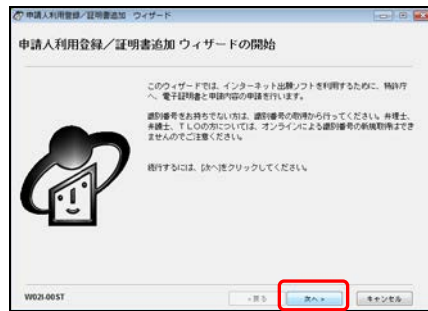 申請人利用登録／証明書追加　ウィザード
申請人利用登録／証明書追加 ウィザードの開始
このウィザードでは、インターネット出願ソフトを利用するために、特許庁
へ、電子証明書と申請内容の申請を行います。
識別番号をお持ちでない方は、識別番号の取得から行ってください。弁理士、
弁護士、ＴＬＯの方については、オンラインによる識別番号の新規取得はでき
ませんのでご注意ください。
続行するには、[次へ]をクリックしてください。
W02I-00ST
< 戻る
次へ >
キャンセル